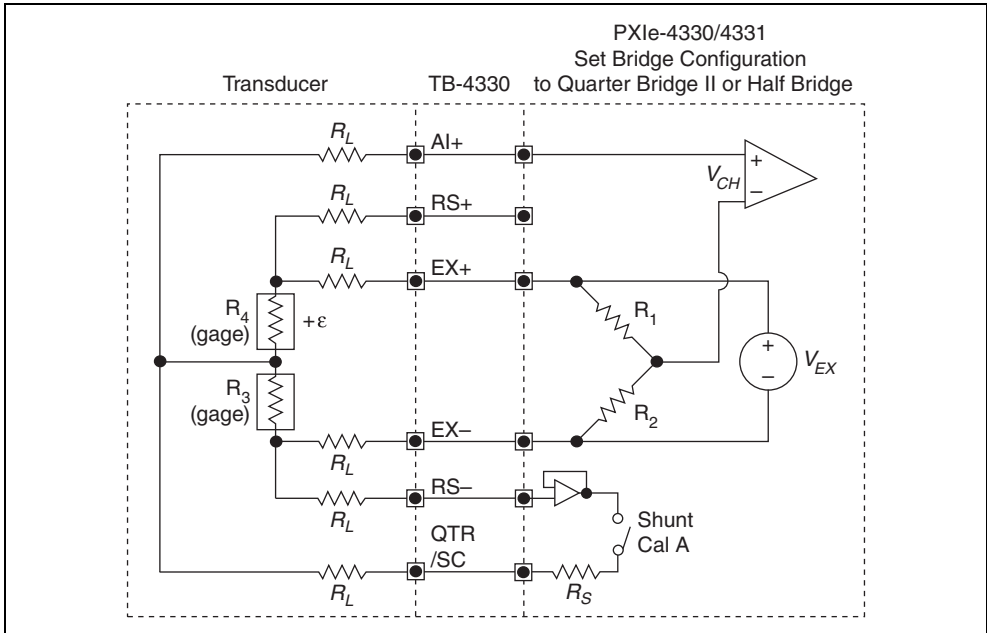 PXIe-4330/4331
Set Bridge Configuration
to Quarter Bridge II or Half Bridge
Transducer
TB-4330
R_L
AI+
+
V_CH
–
R_L
RS+
R_L
EX+
R_4
(gage)
+ε
R_1
+
–
V_EX
R_3
(gage)
R_2
R_L
EX–
R_L
RS–
Shunt
Cal A
QTR
/SC
R_L
R_S